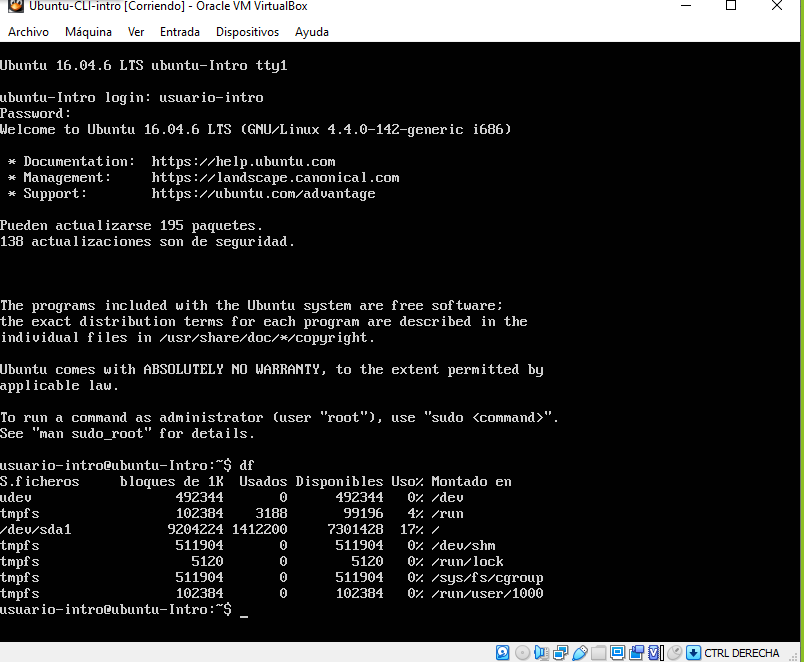 Ubuntu-CLI-intro [Corriendo] - Oracle VM VirtualBox
Archivo Máquina Ver Entrada Dispositivos Ayuda
Ubuntu 16.04.6 LTS ubuntu-Intro tty1
ubuntu-Intro login: usuario-intro
Password:
Welcome to Ubuntu 16.04.6 LTS (GNU/Linux 4.4.0-142-generic i686)
* Documentation: https://help.ubuntu.com
* Management: https://landscape.canonical.com
* Support: https://ubuntu.com/advantage
Pueden actualizarse 195 paquetes.
138 actualizaciones son de seguridad.
The programs included with the Ubuntu system are free software;
the exact distribution terms for each program are described in the
individual files in /usr/share/doc/*/copyright.
Ubuntu comes with ABSOLUTELY NO WARRANTY, to the extent permitted by
applicable law.
To run a command as administrator (user "root"), use "sudo <command>".
See "man sudo_root" for details.
usuario-intro@ubuntu-Intro:~$ df
S.ficheros bloques de 1K Usados Disponibles Uso% Montado en
udev 492344 0 492344 0% /dev
tmpfs 102384 3188 99196 4% /run
/dev/sda1 9204224 1412200 7301428 17% /
tmpfs 511904 0 511904 0% /dev/shm
tmpfs 5120 0 5120 0% /run/lock
tmpfs 511904 0 511904 0% /sys/fs/cgroup
tmpfs 102384 0 102384 0% /run/user/1000
usuario-intro@ubuntu-Intro:~$ _
CTRL DERECHA